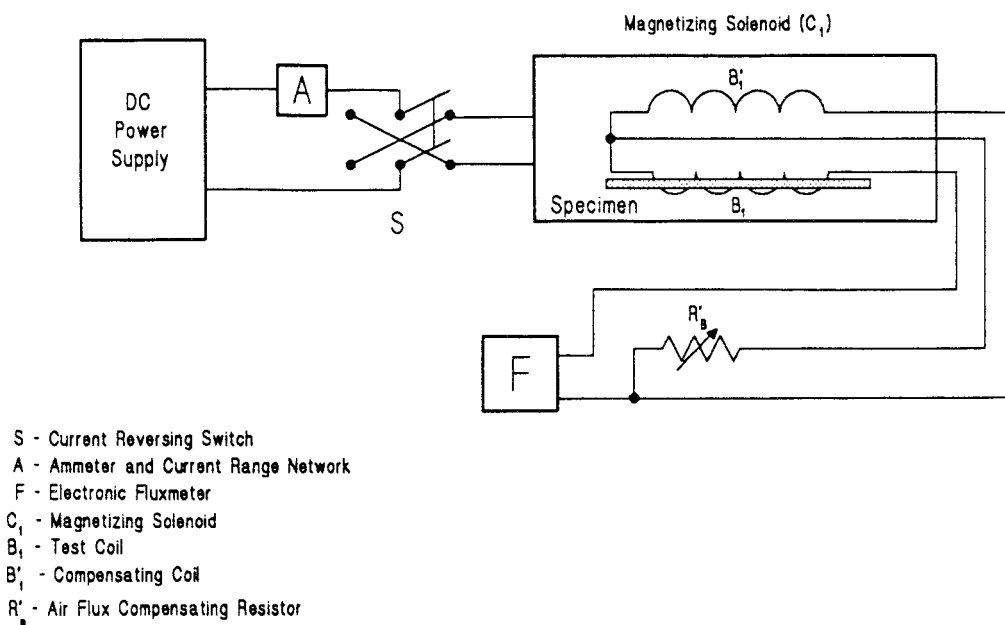 Magnetizing Solenoid (C₁)
DC
Power
Supply
A
S
B'₁
Specimen
B₁
R'B
F
S - Current Reversing Switch
A - Ammeter and Current Range Network
F - Electronic Fluxmeter
C₁ - Magnetizing Solenoid
B₁ - Test Coil
B'₁ - Compensating Coil
R'B - Air Flux Compensating Resistor